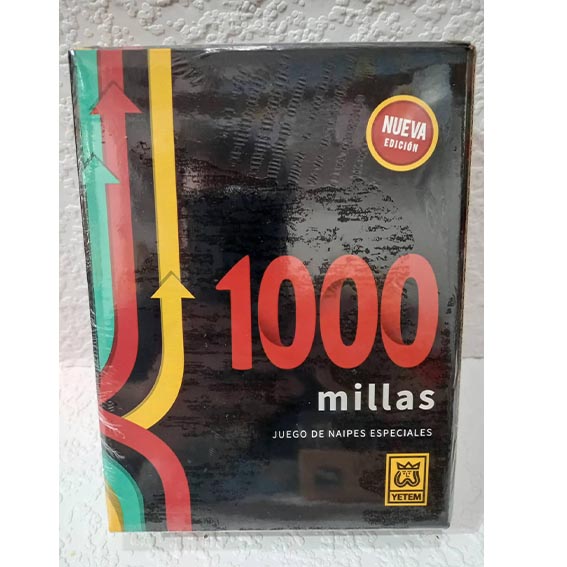 NUEVA
EDICIÓN
1000
millas
JUEGO DE NAIPES ESPECIALES
YETEM